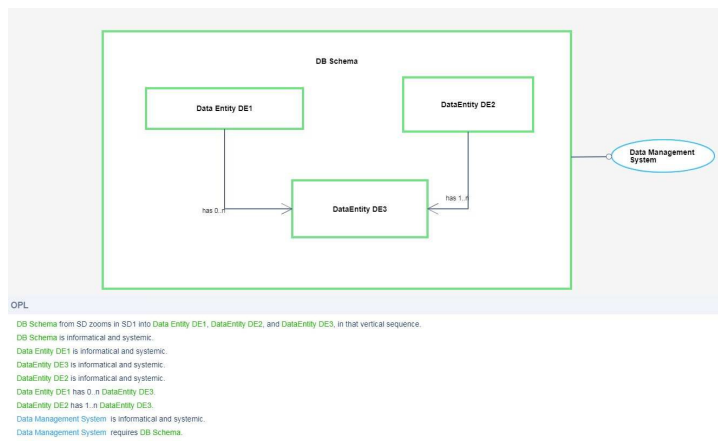 DB Schema
Data Entity DE1
DataEntity DE2
Data Management
System
has 0..n
DataEntity DE3
has 1..n
OPL
DB Schema from SD zooms in SD1 into Data Entity DE1, DataEntity DE2, and DataEntity DE3, in that vertical sequence.
DB Schema is informatical and systemic.
Data Entity DE1 is informatical and systemic.
DataEntity DE3 is informatical and systemic.
DataEntity DE2 is informatical and systemic.
Data Entity DE1 has 0..n DataEntity DE3.
DataEntity DE2 has 1..n DataEntity DE3.
Data Management System is informatical and systemic.
Data Management System requires DB Schema.